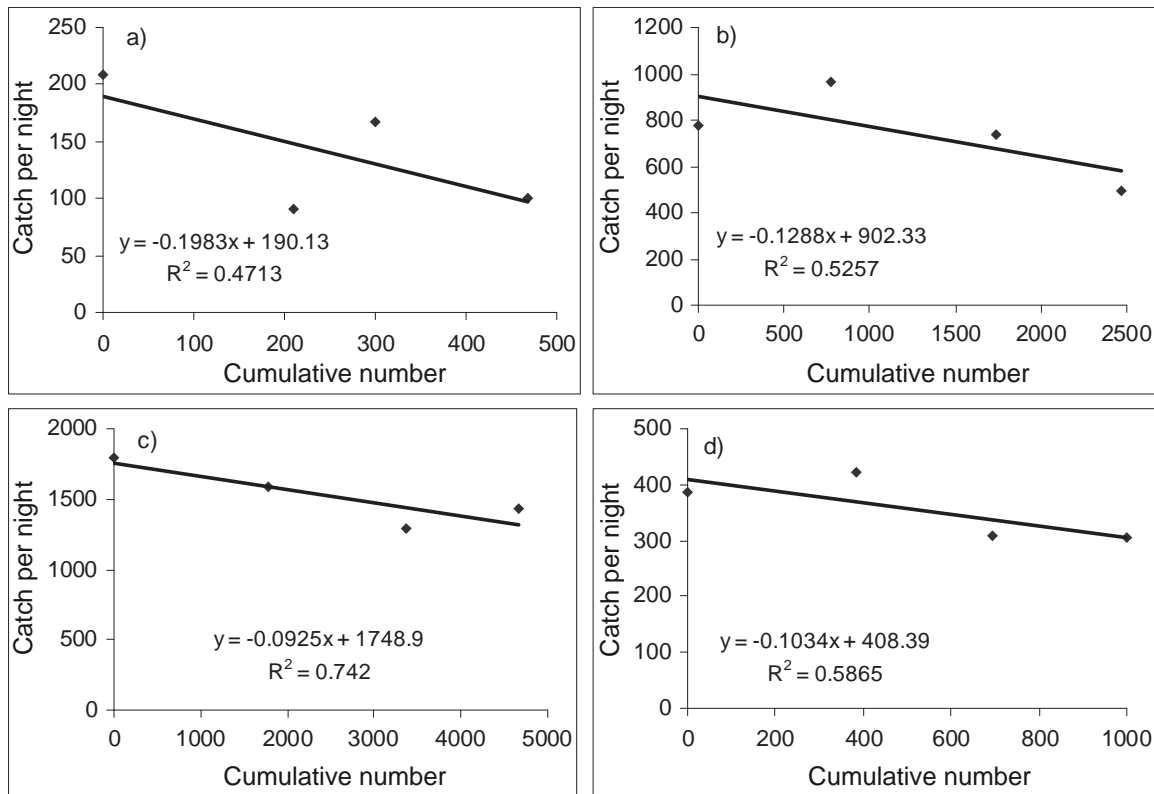 a)
Catch per night
250
200
150
100
50
0
y = -0.1983x + 190.13
R² = 0.4713
0 100 200 300 400 500
Cumulative number
b)
Catch per night
1200
1000
800
600
400
200
0
y = -0.1288x + 902.33
R² = 0.5257
0 500 1000 1500 2000 2500
Cumulative number
c)
Catch per night
2000
1500
1000
500
0
y = -0.0925x + 1748.9
R² = 0.742
0 1000 2000 3000 4000 5000
Cumulative number
d)
Catch per night
500
400
300
200
100
0
y = -0.1034x + 408.39
R² = 0.5865
0 200 400 600 800 1000
Cumulative number